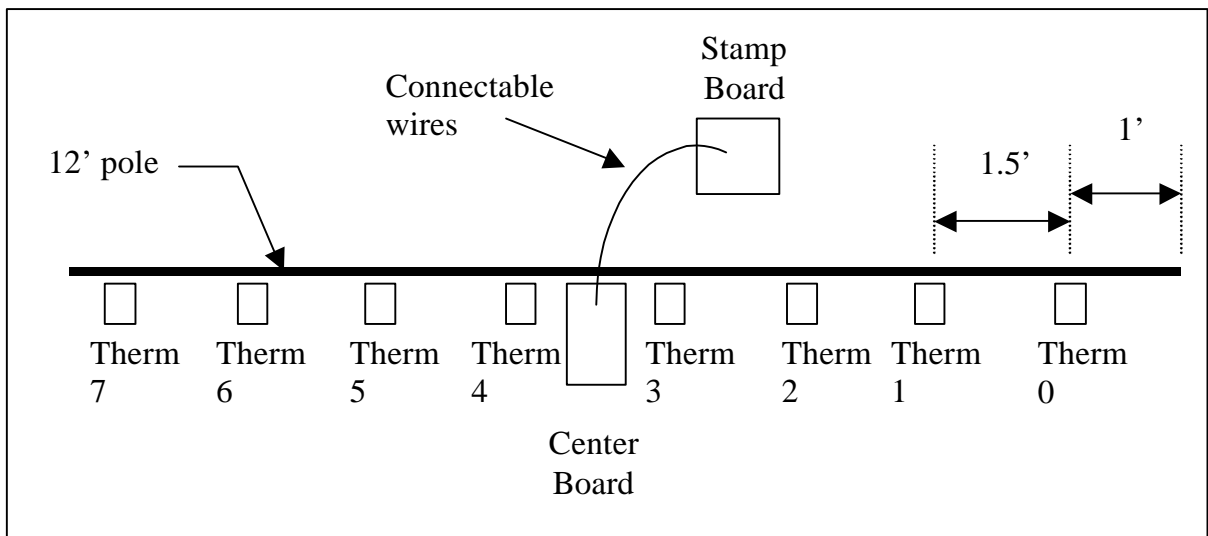 Stamp
Board
Connectable
wires
1’
12’ pole
1.5’
Therm
7
Therm
6
Therm
5
Therm
4
Therm
3
Therm
2
Therm
1
Therm
0
Center
Board